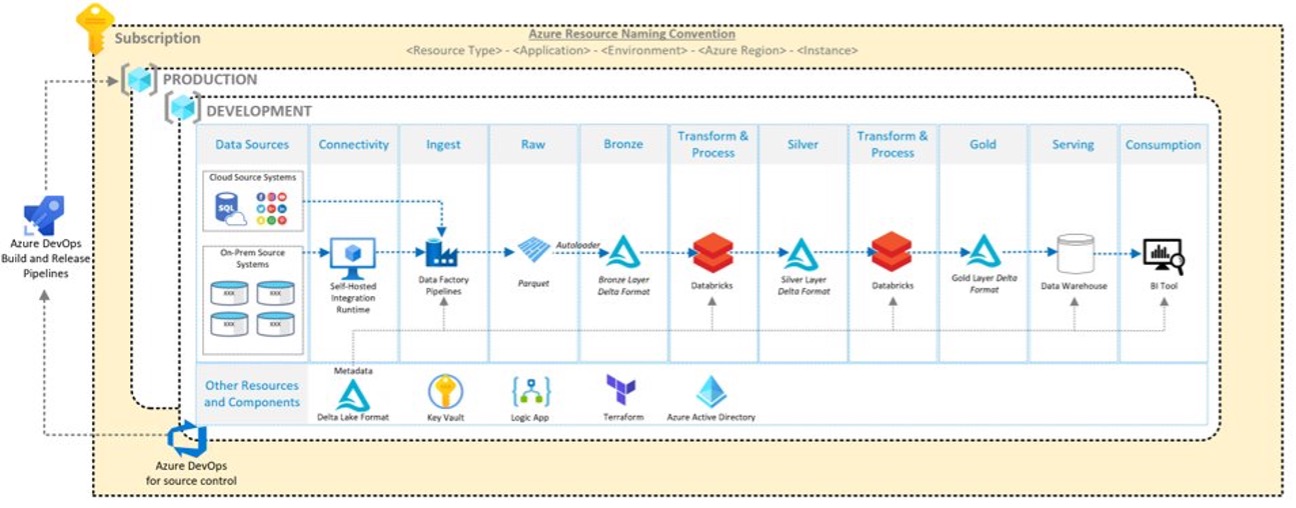 Azure Resource Naming Convention
Subscription
<Resource Type> - <Application> - <Environment> - <Azure Region> - <Instance>
PRODUCTION
DEVELOPMENT
Data Sources
Connectivity
Ingest
Raw
Bronze
Transform &
Process
Silver
Transform &
Process
Gold
Serving
Consumption
Cloud Source Systems
SQL
On-Prem Source
Systems
XXX
XXX
XXX
XXX
Self-Hosted
Integration
Runtime
Data Factory
Pipelines
Parquet
Autoloader
Bronze Layer
Delta Format
Databricks
Silver Layer
Delta Format
Databricks
Gold Layer Delta
Format
Data Warehouse
BI Tool
Azure DevOps
Build and Release
Pipelines
Other Resources
and Components
Metadata
Delta Lake Format
Key Vault
Logic App
Terraform
Azure Active Directory
Azure DevOps
for source control